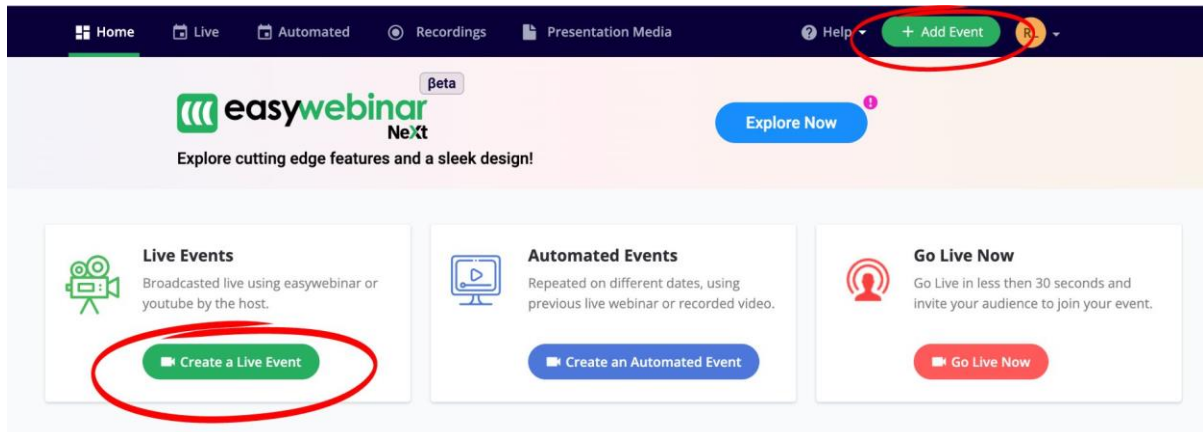 Home Live Automated Recordings Presentation Media Help + Add Event RL
βeta
easywebinar
NeXt
Explore cutting edge features and a sleek design!
Explore Now
!
Live Events
Broadcasted live using easywebinar or
youtube by the host.
Create a Live Event
Automated Events
Repeated on different dates, using
previous live webinar or recorded video.
Create an Automated Event
Go Live Now
Go Live in less then 30 seconds and
invite your audience to join your event.
Go Live Now